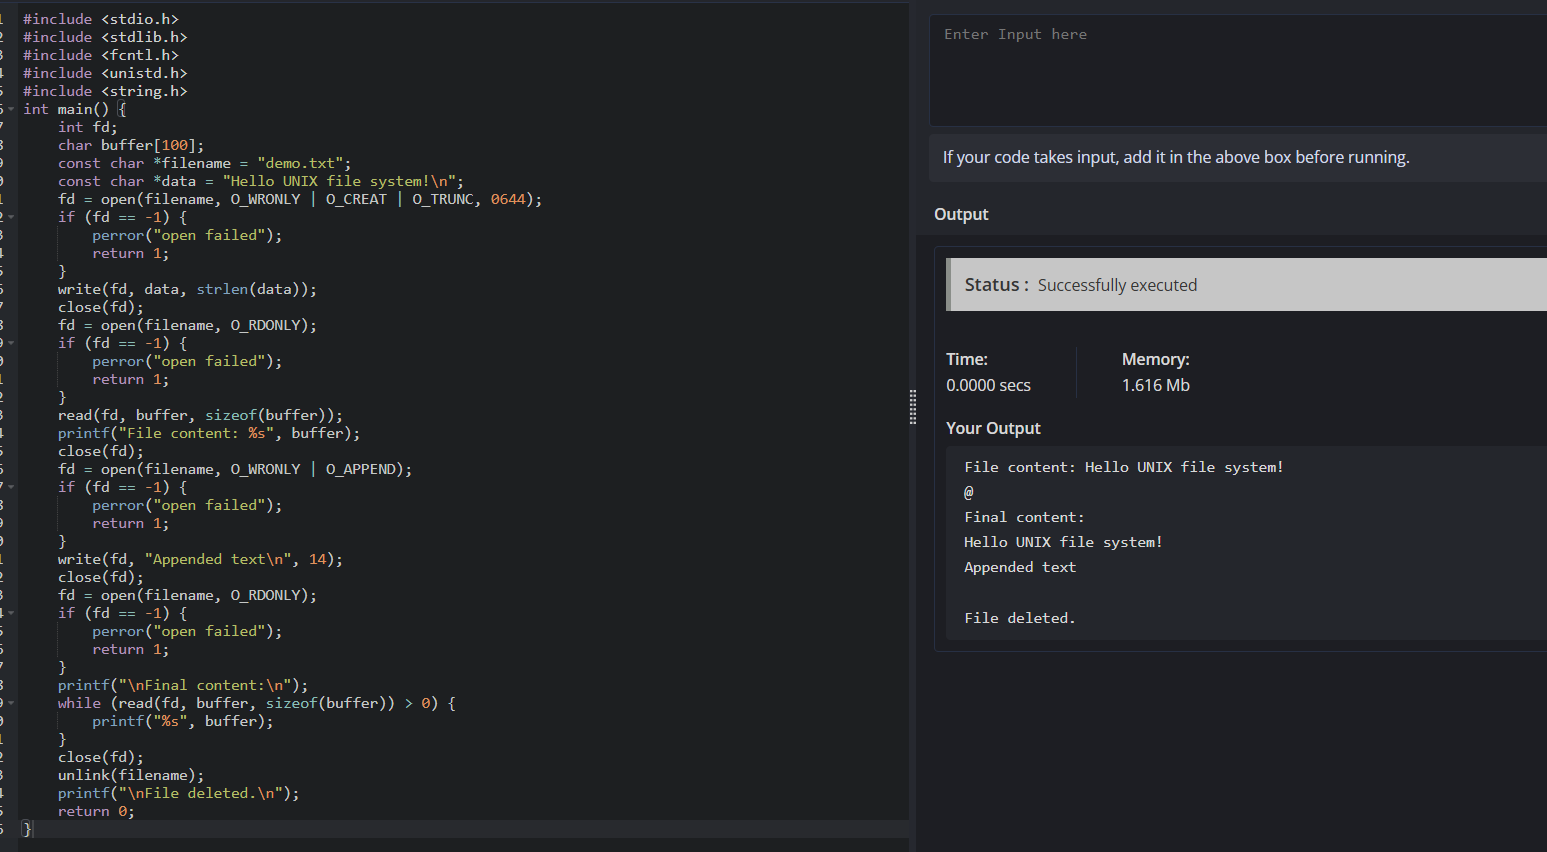 #include <stdio.h>
#include <stdlib.h>
#include <fcntl.h>
#include <unistd.h>
#include <string.h>
int main() {
    int fd;
    char buffer[100];
    const char *filename = "demo.txt";
    const char *data = "Hello UNIX file system!\n";
    fd = open(filename, O_WRONLY | O_CREAT | O_TRUNC, 0644);
    if (fd == -1) {
        perror("open failed");
        return 1;
    }
    write(fd, data, strlen(data));
    close(fd);
    fd = open(filename, O_RDONLY);
    if (fd == -1) {
        perror("open failed");
        return 1;
    }
    read(fd, buffer, sizeof(buffer));
    printf("File content: %s", buffer);
    close(fd);
    fd = open(filename, O_WRONLY | O_APPEND);
    if (fd == -1) {
        perror("open failed");
        return 1;
    }
    write(fd, "Appended text\n", 14);
    close(fd);
    fd = open(filename, O_RDONLY);
    if (fd == -1) {
        perror("open failed");
        return 1;
    }
    printf("\nFinal content:\n");
    while (read(fd, buffer, sizeof(buffer)) > 0) {
        printf("%s", buffer);
    }
    close(fd);
    unlink(filename);
    printf("\nFile deleted.\n");
    return 0;
}
Enter Input here
If your code takes input, add it in the above box before running.
Output
Status : Successfully executed
Time: Memory:
0.0000 secs 1.616 Mb
Your Output
File content: Hello UNIX file system!
@
Final content:
Hello UNIX file system!
Appended text
File deleted.